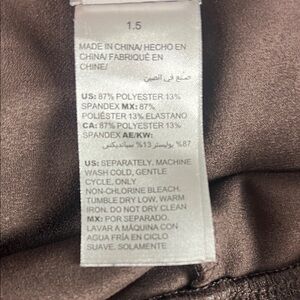 1.5
MADE IN CHINA/ HECHO EN
CHINA/ FABRIQUÉ EN
CHINE/
صنع في الصين
US: 87% POLYESTER 13%
SPANDEX MX: 87%
POLIÉSTER 13% ELASTANO
CA: 87% POLYESTER 13%
SPANDEX AE/KW:
87% بوليستر 13% سباندیکس
US: SEPARATELY, MACHINE
WASH COLD, GENTLE
CYCLE, ONLY
NON-CHLORINE BLEACH.
TUMBLE DRY LOW, WARM
IRON. DO NOT DRY CLEAN
MX: POR SEPARADO,
LAVAR A MÁQUINA CON
AGUA FRÍA EN CICLO
SUAVE, SOLAMENTE